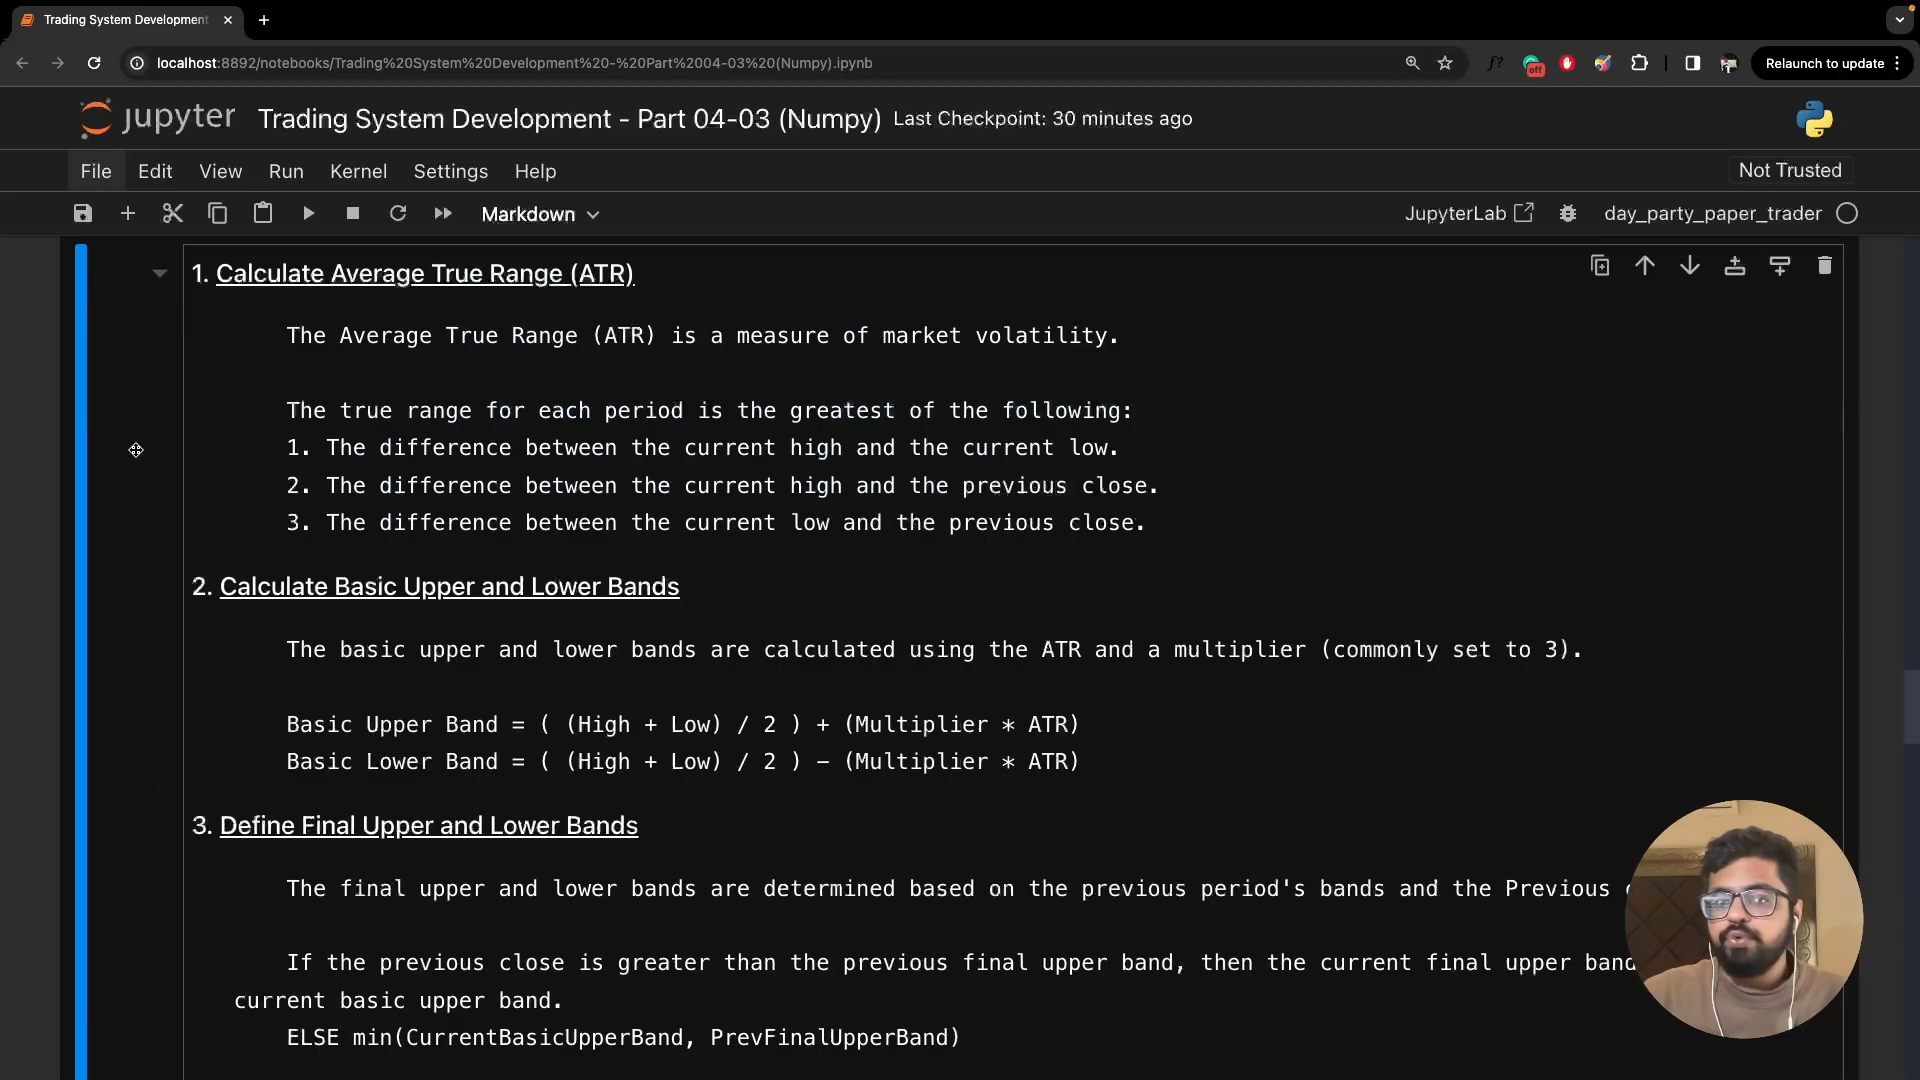 Trading System Development
localhost:8892/notebooks/Trading%20System%20Development%20-%20Part%2004-03%20(Numpy).ipynb
off
Relaunch to update
jupyter Trading System Development - Part 04-03 (Numpy) Last Checkpoint: 30 minutes ago
File Edit View Run Kernel Settings Help
Not Trusted
Markdown
JupyterLab
day_party_paper_trader
1. Calculate Average True Range (ATR)
The Average True Range (ATR) is a measure of market volatility.
The true range for each period is the greatest of the following:
1. The difference between the current high and the current low.
2. The difference between the current high and the previous close.
3. The difference between the current low and the previous close.
2. Calculate Basic Upper and Lower Bands
The basic upper and lower bands are calculated using the ATR and a multiplier (commonly set to 3).
Basic Upper Band = ( (High + Low) / 2 ) + (Multiplier * ATR)
Basic Lower Band = ( (High + Low) / 2 ) − (Multiplier * ATR)
3. Define Final Upper and Lower Bands
The final upper and lower bands are determined based on the previous period's bands and the Previous
If the previous close is greater than the previous final upper band, then the current final upper band
current basic upper band.
ELSE min(CurrentBasicUpperBand, PrevFinalUpperBand)